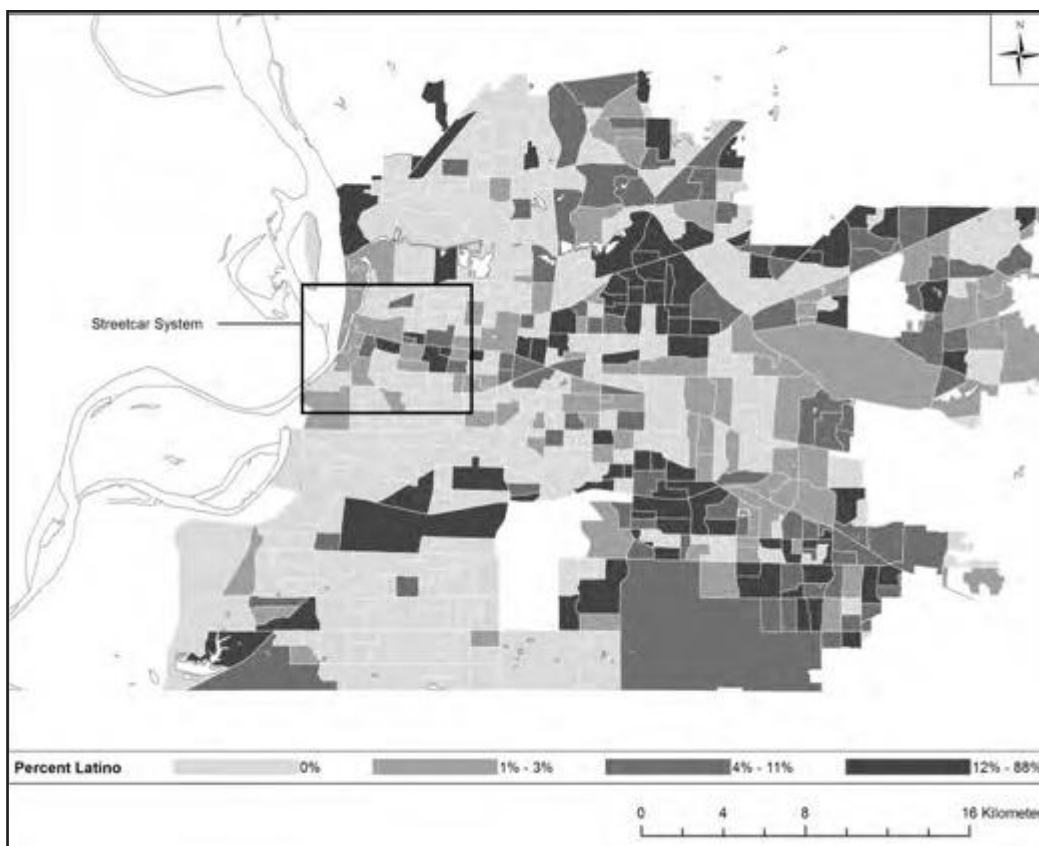 N
Streetcar System
Percent Latino 0% 1% - 3% 4% - 11% 12% - 88%
0 4 8 16 Kilometer